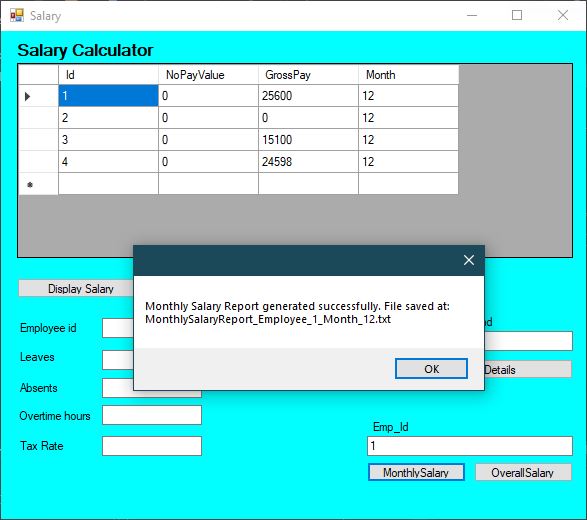 Salary
Salary Calculator
Id NoPayValue GrossPay Month
1 0 25600 12
2 0 0 12
3 0 15100 12
4 0 24598 12
Display Salary
Monthly Salary Report generated successfully. File saved at:
MonthlySalaryReport_Employee_1_Month_12.txt
OK
Employee id
Leaves
Details
Absents
Overtime hours
Emp_Id
Tax Rate
1
MonthlySalary OverallSalary